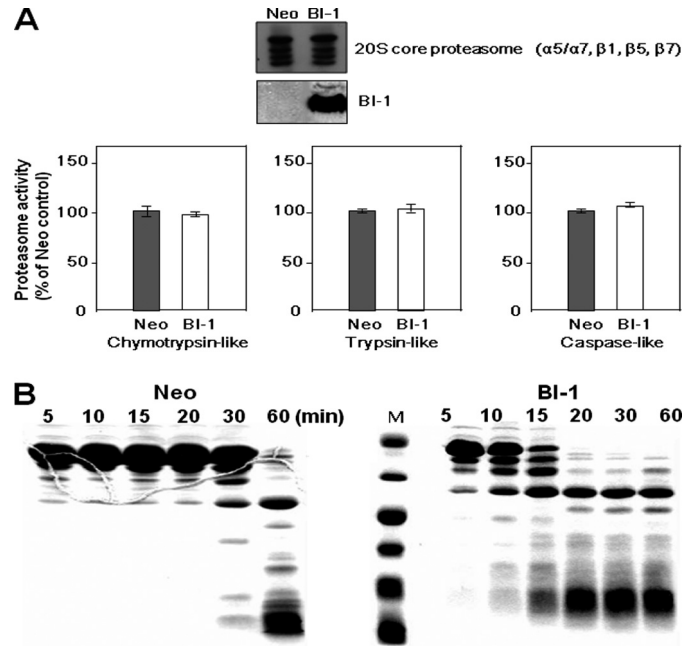 A
Neo BI-1
20S core proteasome (α5/α7, β1, β5, β7)
BI-1
Proteasome activity
(% of Neo control)
150
100
50
0
Neo BI-1
Chymotrypsin-like
150
100
50
0
Neo BI-1
Trypsin-like
150
100
50
0
Neo BI-1
Caspase-like
B
Neo
5 10 15 20 30 60 (min)
M
BI-1
5 10 15 20 30 60